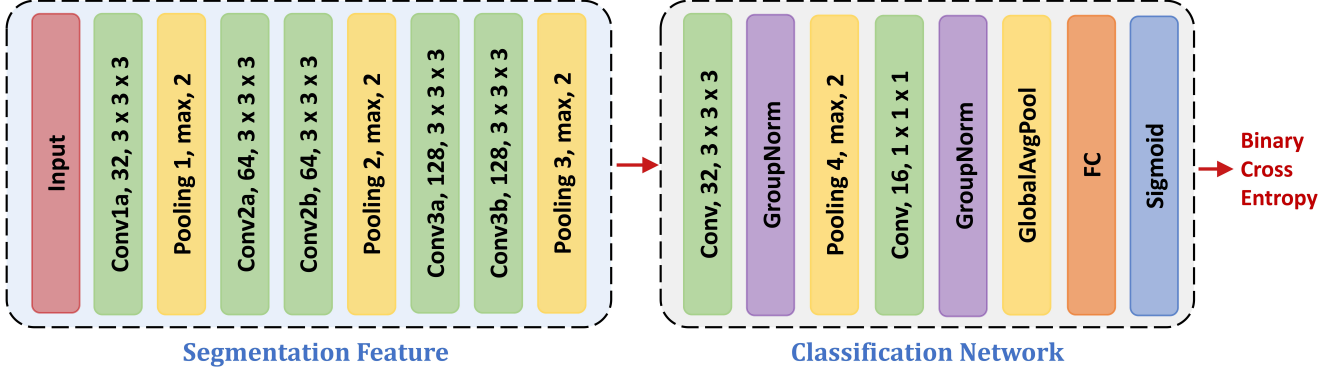 Input
Conv1a, 32, 3 x 3 x 3
Pooling 1, max, 2
Conv2a, 64, 3 x 3 x 3
Conv2b, 64, 3 x 3 x 3
Pooling 2, max, 2
Conv3a, 128, 3 x 3 x 3
Conv3b, 128, 3 x 3 x 3
Pooling 3, max, 2
Segmentation Feature
Conv, 32, 3 x 3 x 3
GroupNorm
Pooling 4, max, 2
Conv, 16, 1 x 1 x 1
GroupNorm
GlobalAvgPool
FC
Sigmoid
Classification Network
Binary
Cross
Entropy